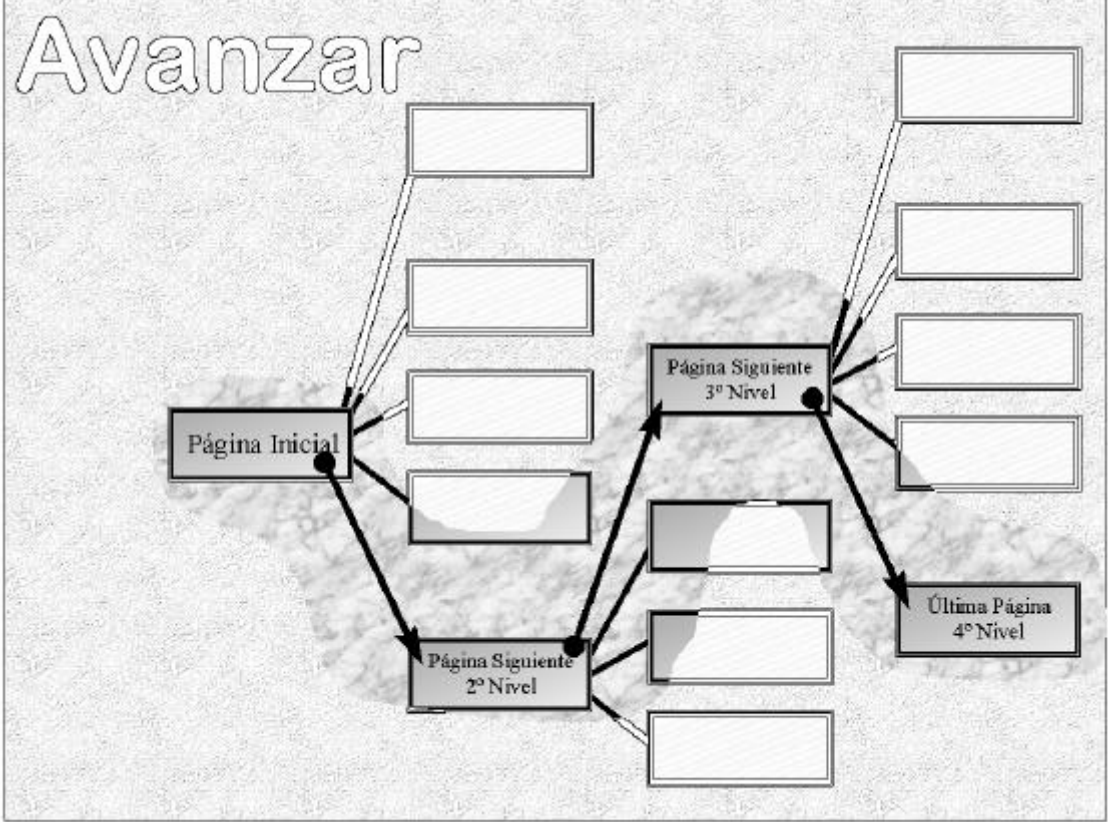 Avanzar
Página Inicial
Página Siguiente
2º Nivel
Página Siguiente
3º Nivel
Última Página
4º Nivel